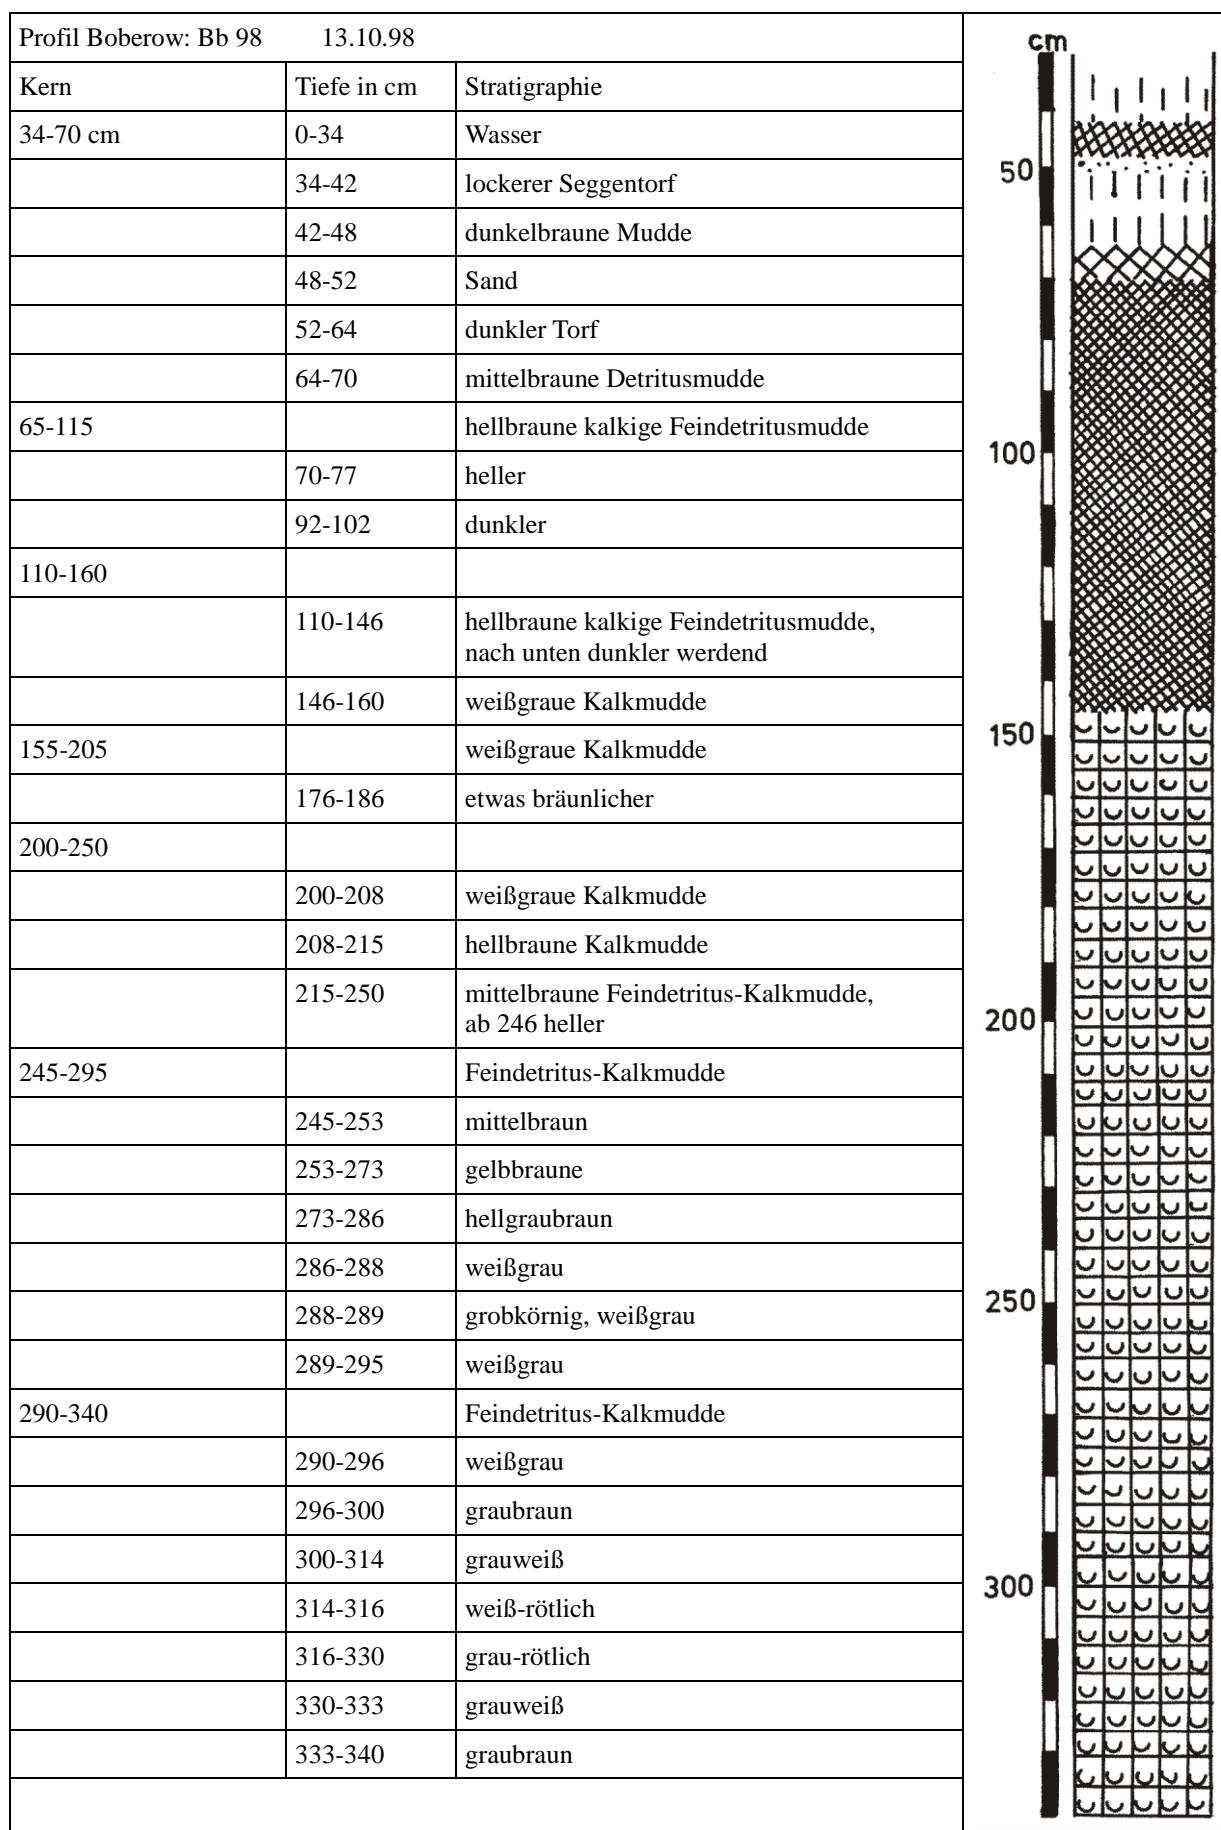 Profil Boberow: Bb 98 13.10.98
Kern Tiefe in cm Stratigraphie
34-70 cm 0-34 Wasser
34-42 lockerer Seggentorf
42-48 dunkelbraune Mudde
48-52 Sand
52-64 dunkler Torf
64-70 mittelbraune Detritusmudde
65-115 hellbraune kalkige Feindetritusmudde
70-77 heller
92-102 dunkler
110-160
110-146 hellbraune kalkige Feindetritusmudde,
nach unten dunkler werdend
146-160 weißgraue Kalkmudde
155-205 weißgraue Kalkmudde
176-186 etwas bräunlicher
200-250
200-208 weißgraue Kalkmudde
208-215 hellbraune Kalkmudde
215-250 mittelbraune Feindetritus-Kalkmudde,
ab 246 heller
245-295 Feindetritus-Kalkmudde
245-253 mittelbraun
253-273 gelbbraune
273-286 hellgraubraun
286-288 weißgrau
288-289 grobkörnig, weißgrau
289-295 weißgrau
290-340 Feindetritus-Kalkmudde
290-296 weißgrau
296-300 graubraun
300-314 grauweiß
314-316 weiß-rötlich
316-330 grau-rötlich
330-333 grauweiß
333-340 graubraun
cm
50
100
150
200
250
300